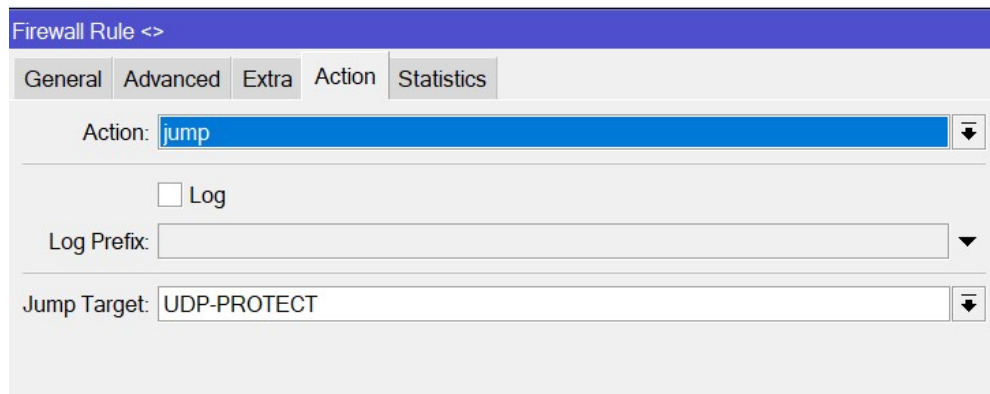 Firewall Rule <>
General Advanced Extra Action Statistics
Action: jump
Log
Log Prefix:
Jump Target: UDP-PROTECT